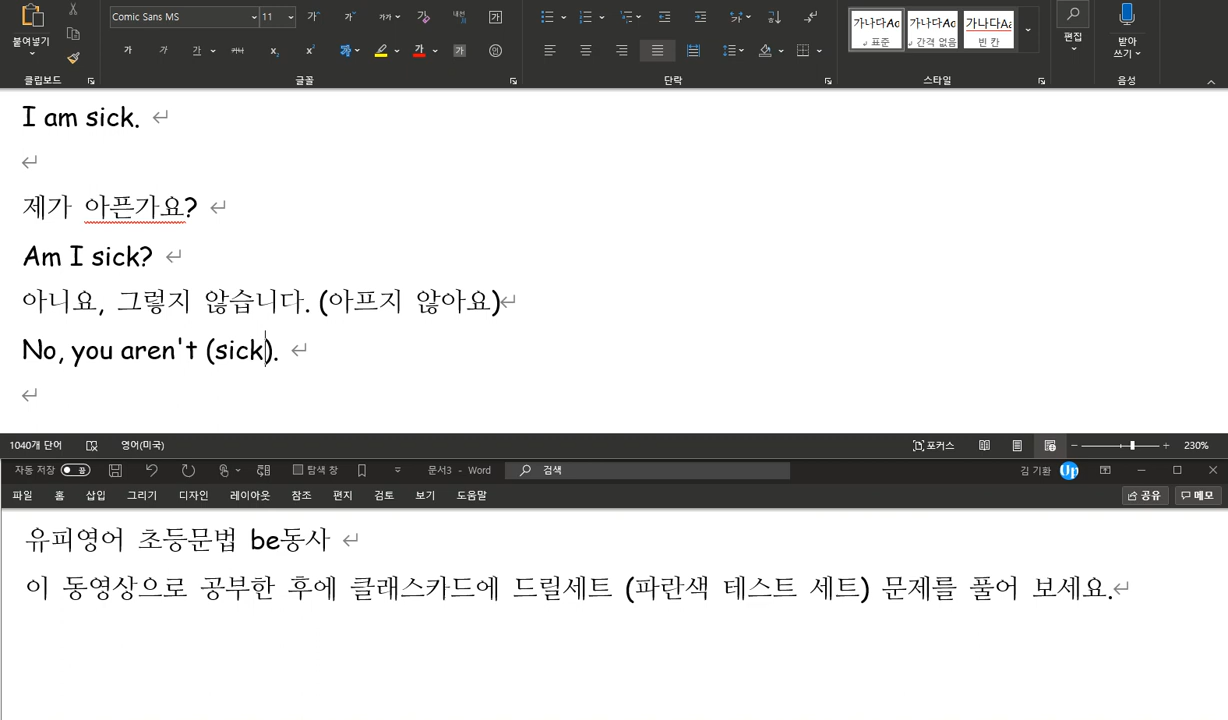 Comic Sans MS 11
붙여넣기
가나다AaI 가나다AaI 가나다Aa
표준 간격 없음 빈 칸
편집 받아
쓰기
클립보드 글꼴 단락 스타일 음성
I am sick.
제가 아픈가요?
Am I sick?
아니요, 그렇지 않습니다. (아프지 않아요)
No, you aren't (sick).
1040개 단어 영어(미국) 포커스 230%
자동 저장 끔 탐색 창 문서3 - Word 검색 김 기환 Up
파일 홈 삽입 그리기 디자인 레이아웃 참조 편지 검토 보기 도움말 공유 메모
유피영어 초등문법 be동사
이 동영상으로 공부한 후에 클래스카드에 드릴세트 (파란색 테스트 세트) 문제를 풀어 보세요.